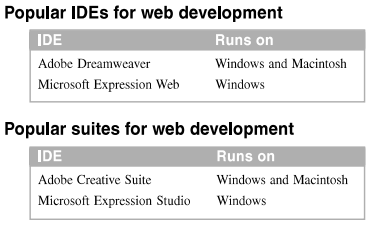 Popular IDEs for web development
IDE Runs on
Adobe Dreamweaver Windows and Macintosh
Microsoft Expression Web Windows
Popular suites for web development
IDE Runs on
Adobe Creative Suite Windows and Macintosh
Microsoft Expression Studio Windows